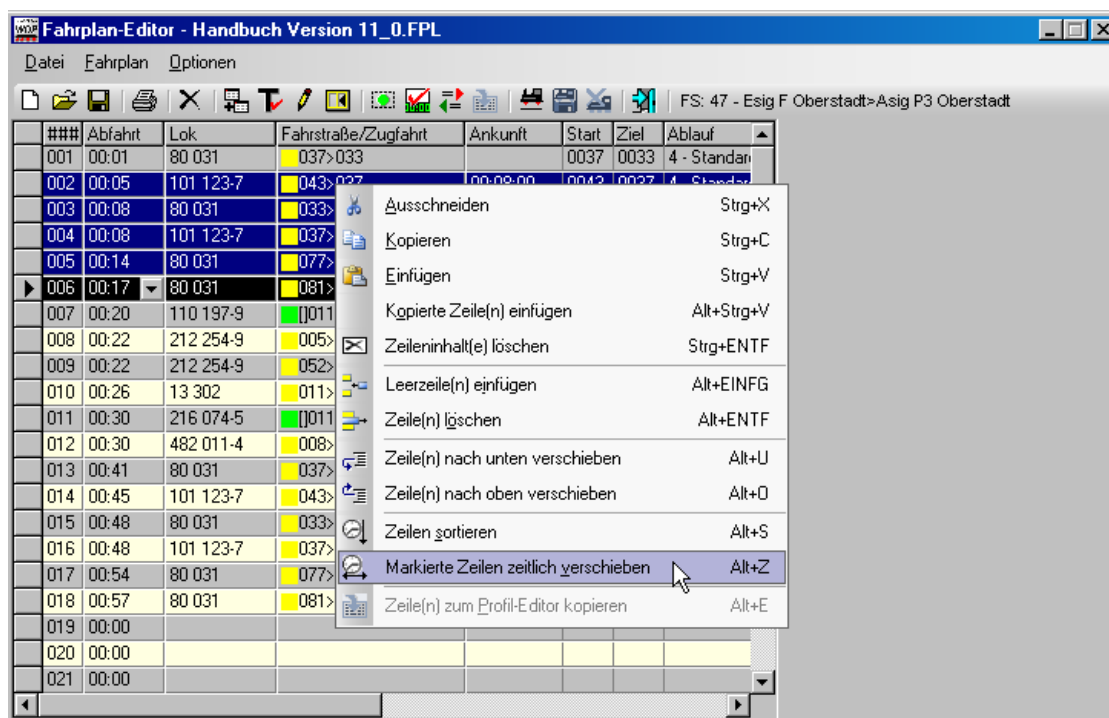 WDP Fahrplan-Editor - Handbuch Version 11_0.FPL
Datei Fahrplan Optionen
FS: 47 - Esig F Oberstadt>Asig P3 Oberstadt
### Abfahrt Lok Fahrstraße/Zugfahrt Ankunft Start Ziel Ablauf
001 00:01 80 031 037>033 0037 0033 4 - Standar
002 00:05 101 123-7 043>037 00:09:00 0043 0037 4 - Standar
003 00:08 80 031 033>
004 00:08 101 123-7 037>
005 00:14 80 031 077>
006 00:17 80 031 081>
007 00:20 110 197-9 []011
008 00:22 212 254-9 005>
009 00:22 212 254-9 052>
010 00:26 13 302 011>
011 00:30 216 074-5 []011
012 00:30 482 011-4 008>
013 00:41 80 031 037>
014 00:45 101 123-7 043>
015 00:48 80 031 033>
016 00:48 101 123-7 037>
017 00:54 80 031 077>
018 00:57 80 031 081>
019 00:00
020 00:00
021 00:00
Ausschneiden Strg+X
Kopieren Strg+C
Einfügen Strg+V
Kopierte Zeile(n) einfügen Alt+Strg+V
Zeileninhalt(e) löschen Strg+ENTF
Leerzeile(n) einfügen Alt+EINFG
Zeile(n) löschen Alt+ENTF
Zeile(n) nach unten verschieben Alt+U
Zeile(n) nach oben verschieben Alt+O
Zeilen sortieren Alt+S
Markierte Zeilen zeitlich verschieben Alt+Z
Zeile(n) zum Profil-Editor kopieren Alt+E